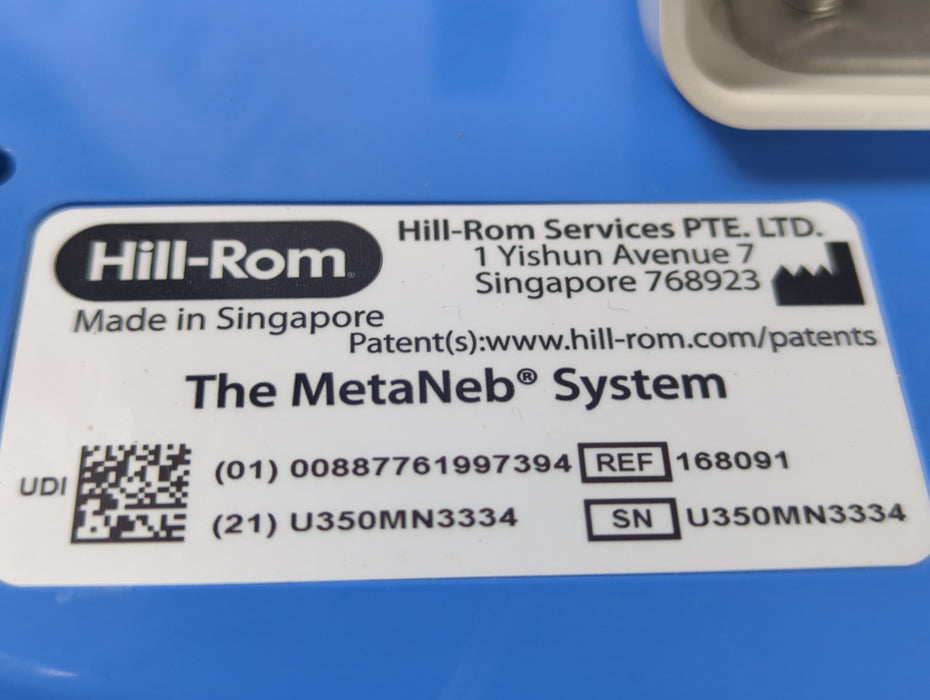 Hill-Rom
Hill-Rom Services PTE. LTD.
1 Yishun Avenue 7
Singapore 768923
Made in Singapore
Patent(s):www.hill-rom.com/patents
The MetaNeb® System
UDI (01) 00887761997394 REF 168091
(21) U350MN3334 SN U350MN3334